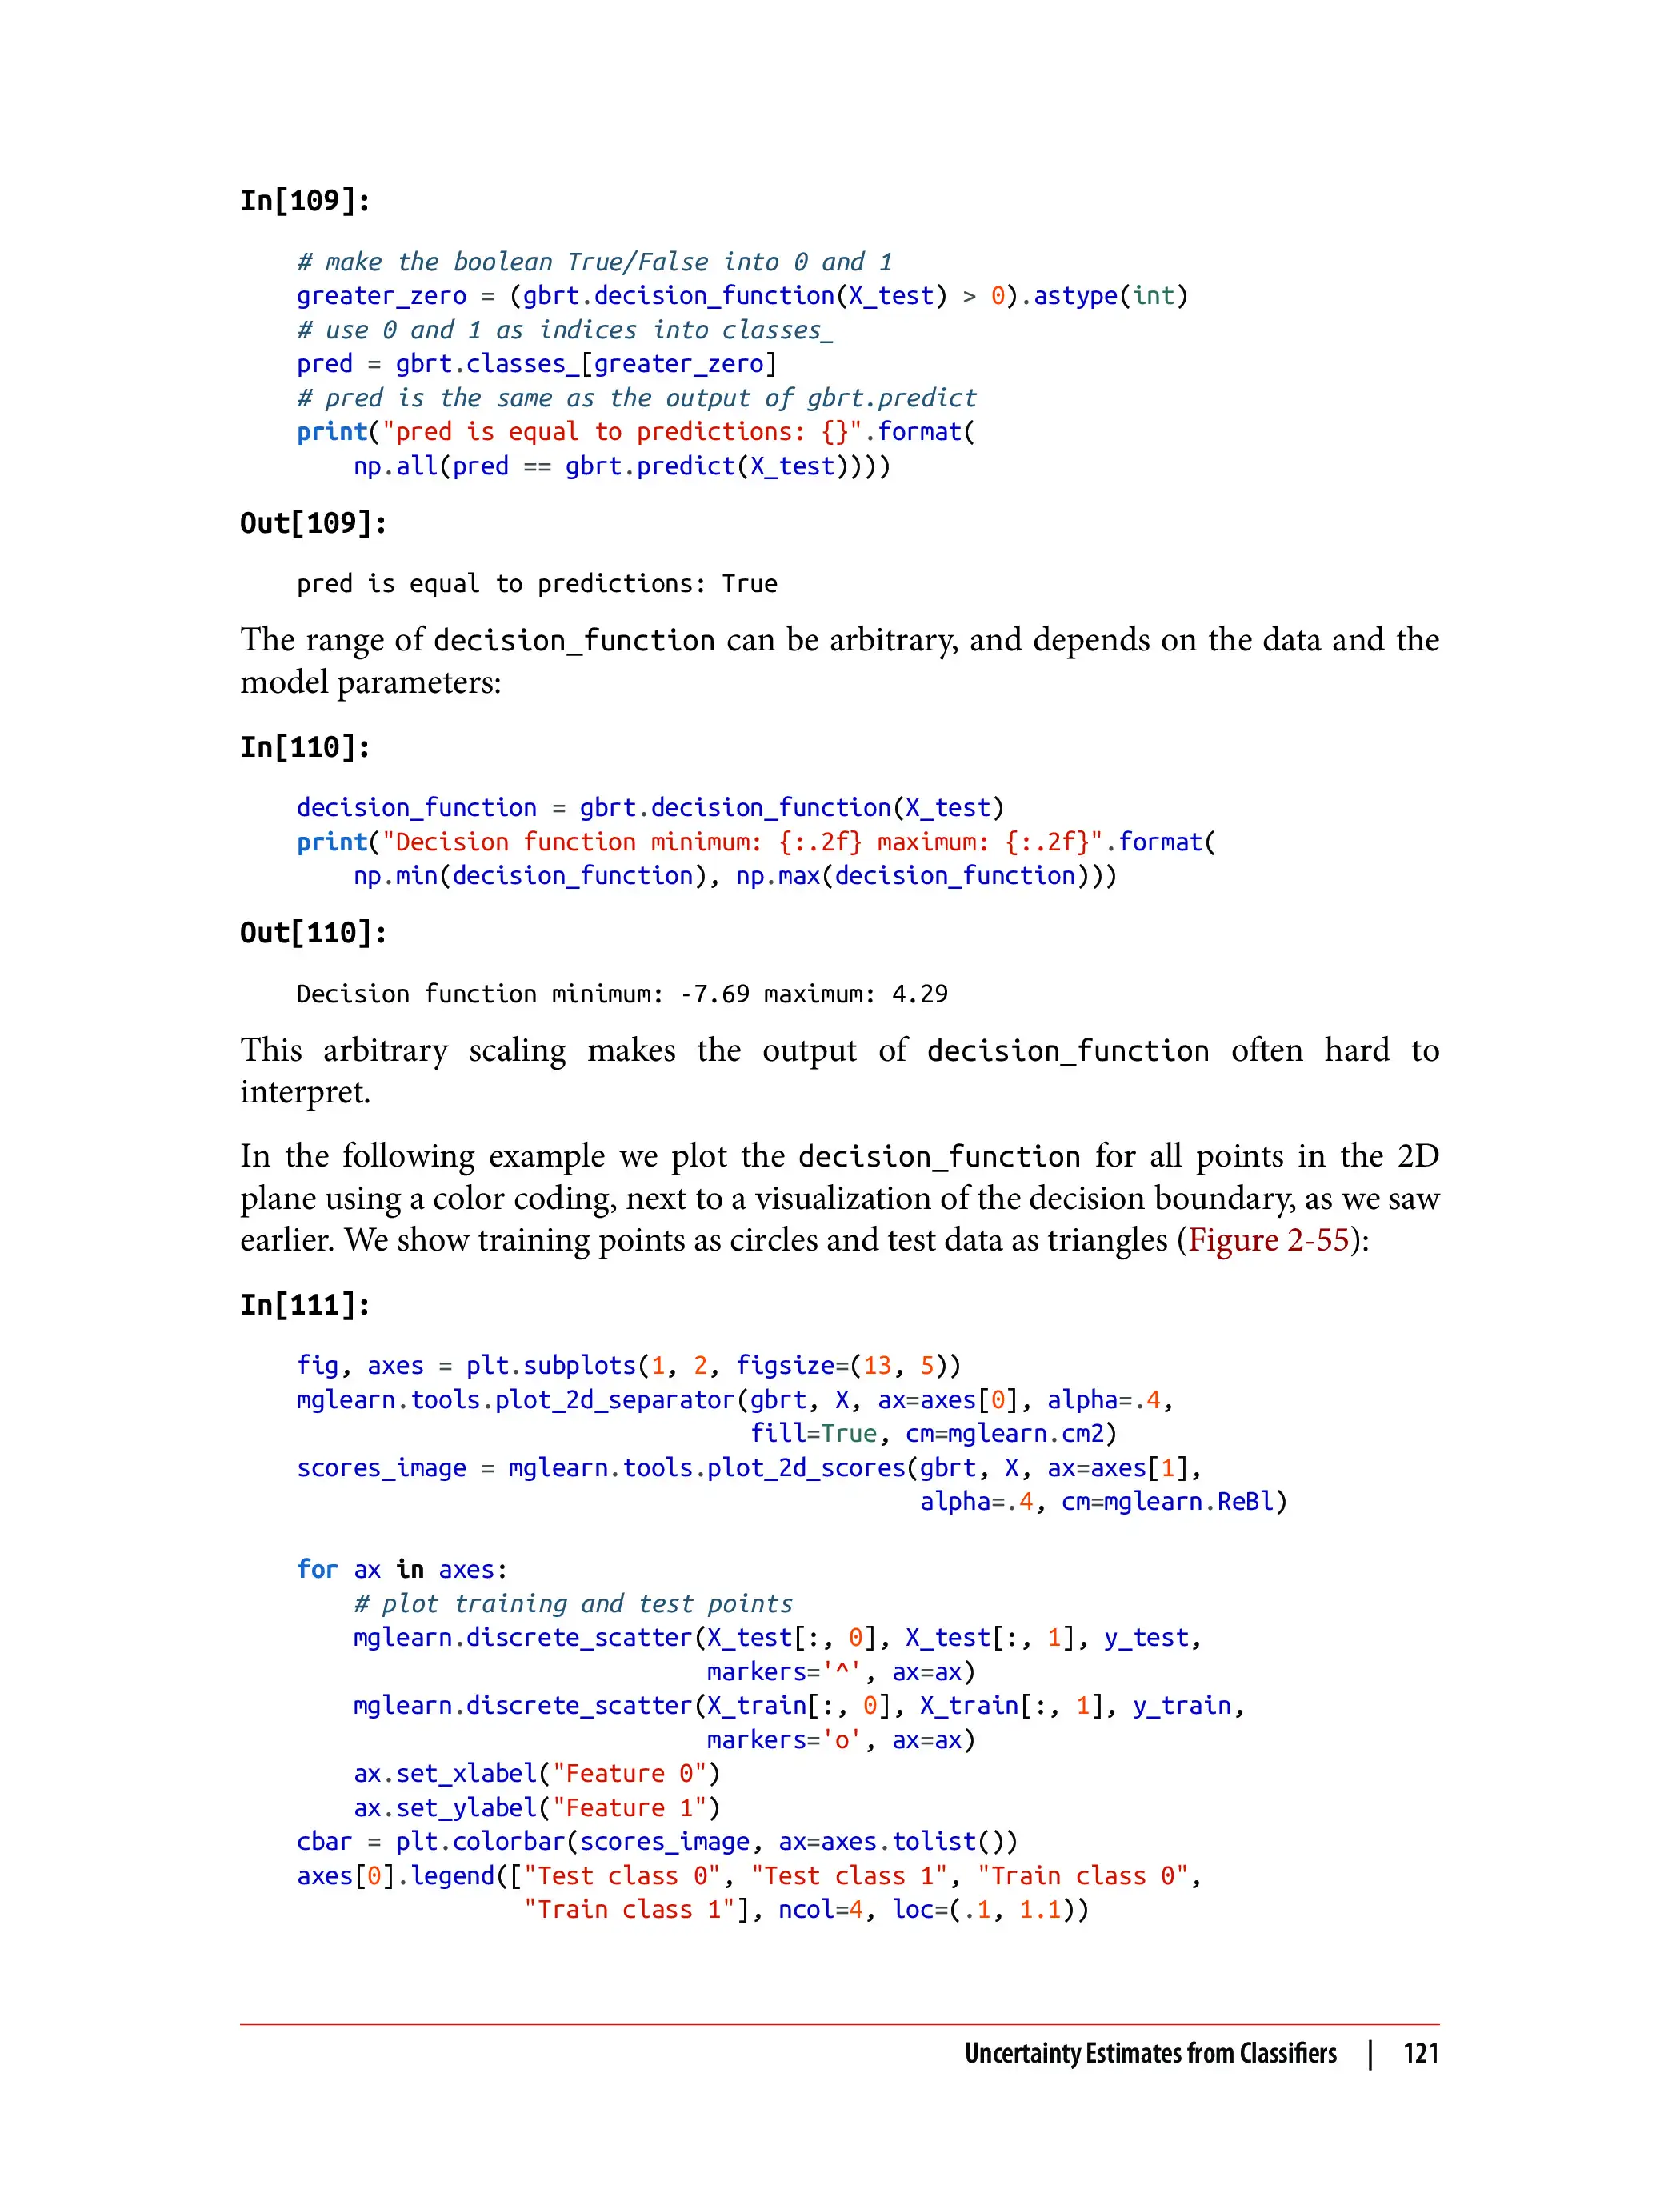 In[109]:
# make the boolean True/False into 0 and 1
greater_zero = (gbrt.decision_function(X_test) > 0).astype(int)
# use 0 and 1 as indices into classes_
pred = gbrt.classes_[greater_zero]
# pred is the same as the output of gbrt.predict
print("pred is equal to predictions: {}".format(
    np.all(pred == gbrt.predict(X_test))))
Out[109]:
pred is equal to predictions: True
The range of decision_function can be arbitrary, and depends on the data and the
model parameters:
In[110]:
decision_function = gbrt.decision_function(X_test)
print("Decision function minimum: {:.2f} maximum: {:.2f}".format(
    np.min(decision_function), np.max(decision_function)))
Out[110]:
Decision function minimum: -7.69 maximum: 4.29
This arbitrary scaling makes the output of decision_function often hard to
interpret.
In the following example we plot the decision_function for all points in the 2D
plane using a color coding, next to a visualization of the decision boundary, as we saw
earlier. We show training points as circles and test data as triangles (Figure 2-55):
In[111]:
fig, axes = plt.subplots(1, 2, figsize=(13, 5))
mglearn.tools.plot_2d_separator(gbrt, X, ax=axes[0], alpha=.4,
                                fill=True, cm=mglearn.cm2)
scores_image = mglearn.tools.plot_2d_scores(gbrt, X, ax=axes[1],
                                            alpha=.4, cm=mglearn.ReBl)
for ax in axes:
    # plot training and test points
    mglearn.discrete_scatter(X_test[:, 0], X_test[:, 1], y_test,
                             markers='^', ax=ax)
    mglearn.discrete_scatter(X_train[:, 0], X_train[:, 1], y_train,
                             markers='o', ax=ax)
    ax.set_xlabel("Feature 0")
    ax.set_ylabel("Feature 1")
cbar = plt.colorbar(scores_image, ax=axes.tolist())
axes[0].legend(["Test class 0", "Test class 1", "Train class 0",
                "Train class 1"], ncol=4, loc=(.1, 1.1))
Uncertainty Estimates from Classifiers | 121